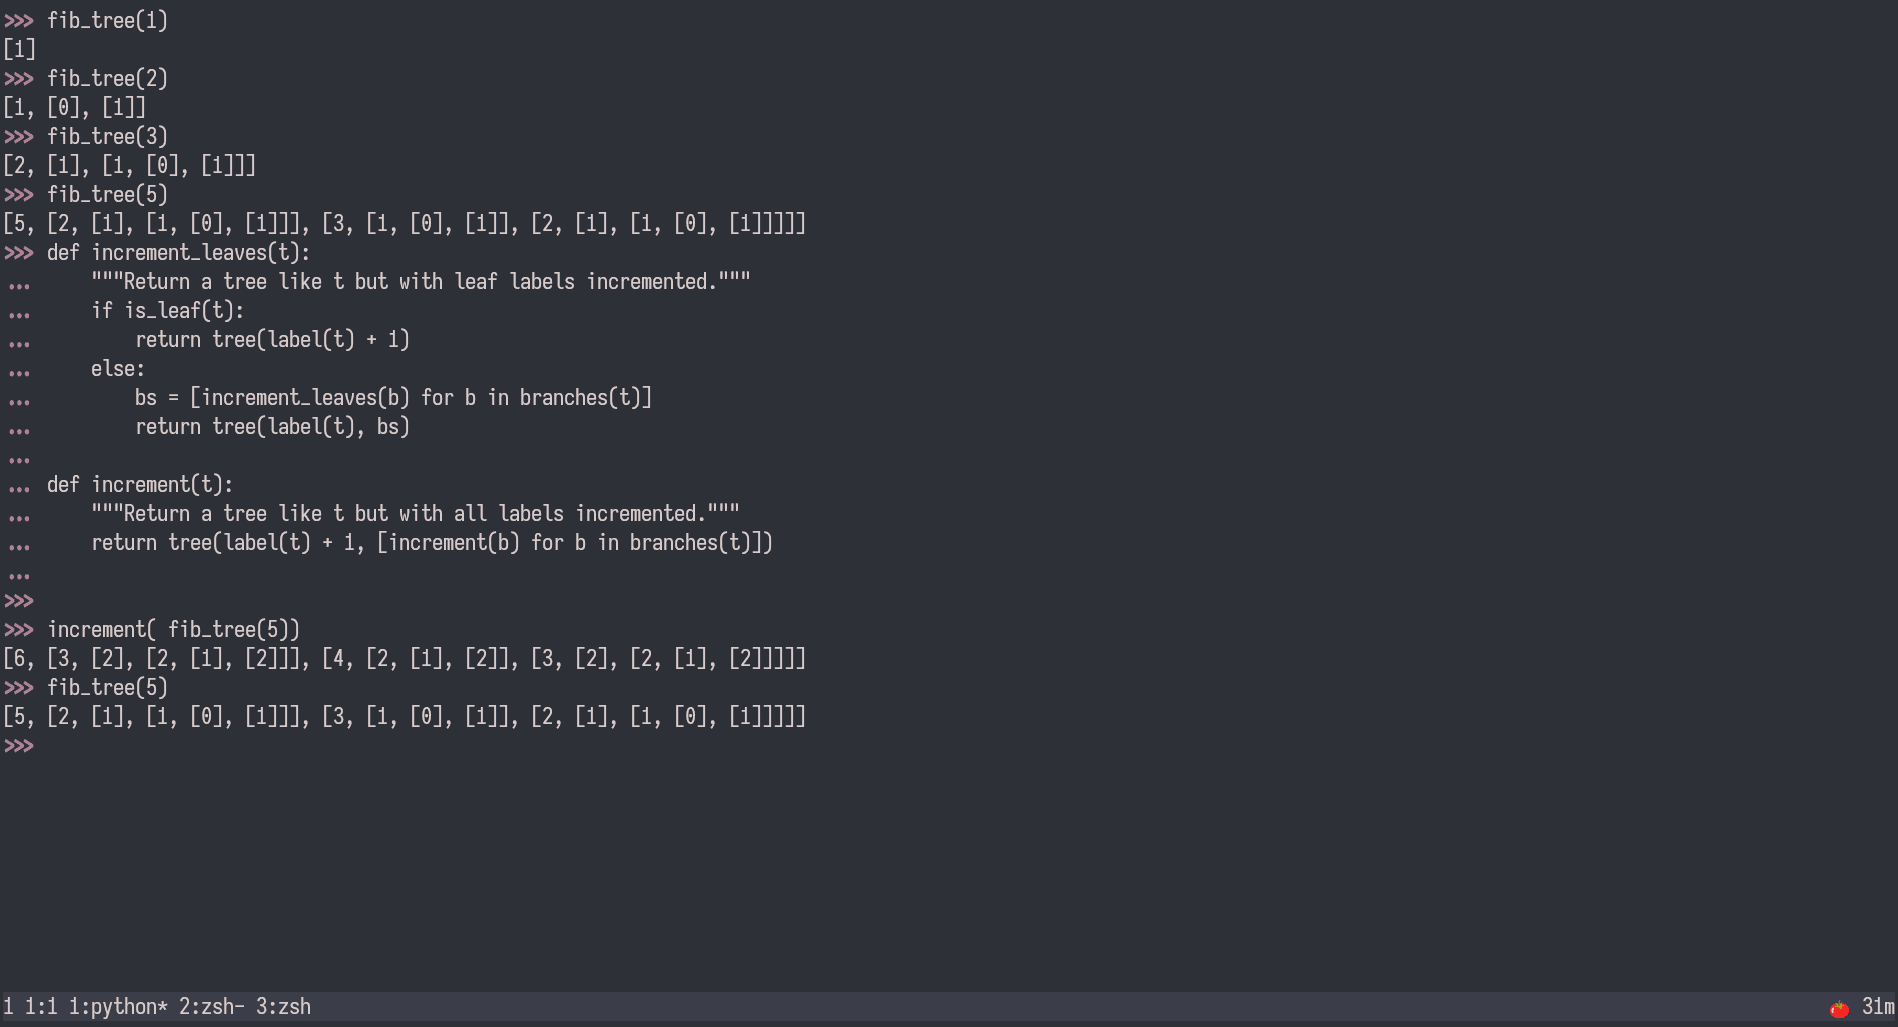 >>> fib_tree(1)
[1]
>>> fib_tree(2)
[1, [0], [1]]
>>> fib_tree(3)
[2, [1], [1, [0], [1]]]
>>> fib_tree(5)
[5, [2, [1], [1, [0], [1]]], [3, [1, [0], [1]], [2, [1], [1, [0], [1]]]]]
>>> def increment_leaves(t):
...     """Return a tree like t but with leaf labels incremented."""
...     if is_leaf(t):
...         return tree(label(t) + 1)
...     else:
...         bs = [increment_leaves(b) for b in branches(t)]
...         return tree(label(t), bs)
...
... def increment(t):
...     """Return a tree like t but with all labels incremented."""
...     return tree(label(t) + 1, [increment(b) for b in branches(t)])
...
>>>
>>> increment( fib_tree(5))
[6, [3, [2], [2, [1], [2]]], [4, [2, [1], [2]], [3, [2], [2, [1], [2]]]]]
>>> fib_tree(5)
[5, [2, [1], [1, [0], [1]]], [3, [1, [0], [1]], [2, [1], [1, [0], [1]]]]]
>>>
1 1:1 1:python* 2:zsh- 3:zsh 🍅 31m